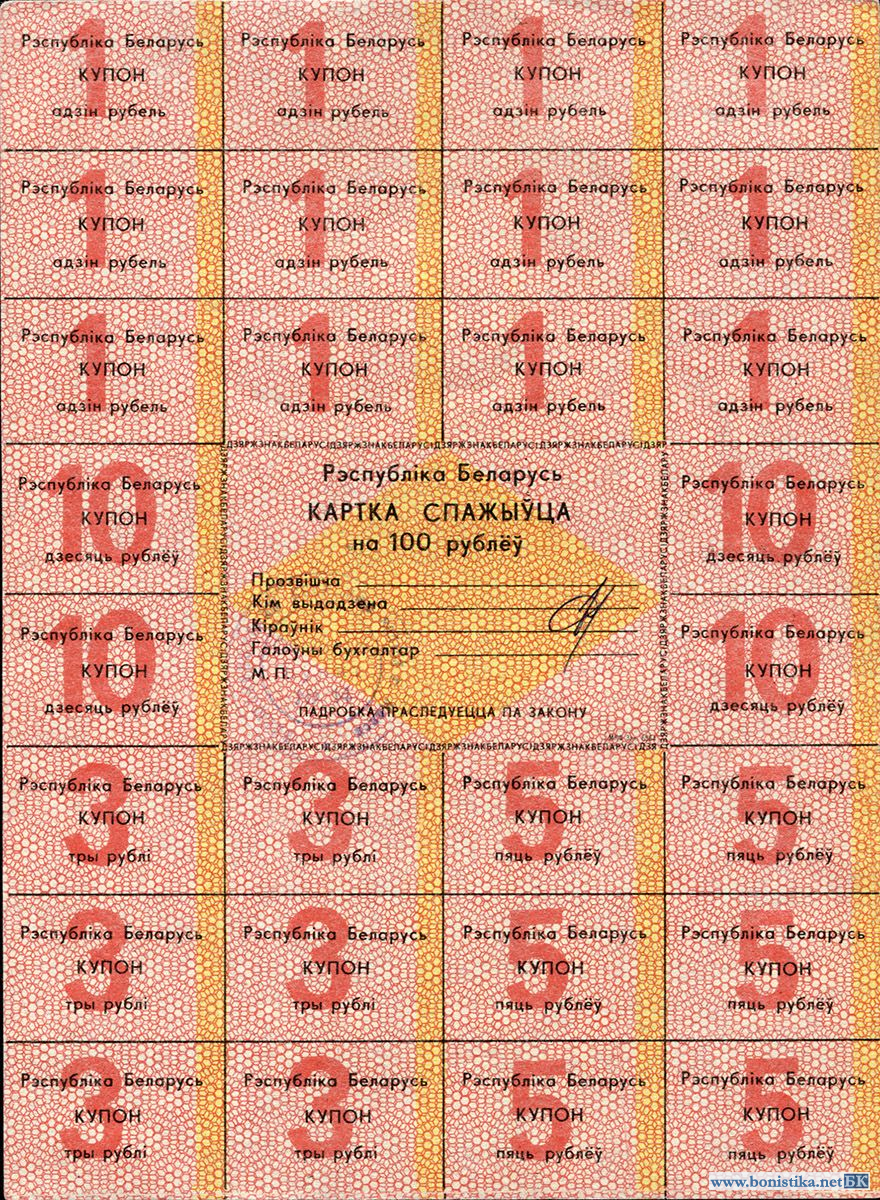 1 1 1 1
Рэспубліка Беларусь Рэспубліка Беларусь Рэспубліка Беларусь Рэспубліка Беларусь
КУПОН КУПОН КУПОН КУПОН
адзін рубель адзін рубель адзін рубель адзін рубель
1 1 1 1
Рэспубліка Беларусь Рэспубліка Беларусь Рэспубліка Беларусь Рэспубліка Беларусь
КУПОН КУПОН КУПОН КУПОН
адзін рубель адзін рубель адзін рубель адзін рубель
1 1 1 1
Рэспубліка Беларусь Рэспубліка Беларусь Рэспубліка Беларусь Рэспубліка Беларусь
КУПОН КУПОН КУПОН КУПОН
адзін рубель адзін рубель адзін рубель адзін рубель
ДЗЯРЖЗНАКБЕЛАРУСІДЗЯРЖЗНАКБЕЛАРУСІДЗЯРЖЗНАКБЕЛАРУСІДЗЯРЖЗНАКБЕЛАРУСІДЗЯР
10
Рэспубліка Беларусь
КУПОН
дзесяць рублёў
10
Рэспубліка Беларусь
КУПОН
дзесяць рублёў
Рэспубліка Беларусь
КАРТКА СПАЖЫЎЦА
на 100 рублёў
Прозвішча
Кім выдадзена
Кіраўнік
Галоўны бухгалтар
М. П.
ПАДРОБКА ПРАСЛЕДУЕЦЦА ПА ЗАКОНУ
10
Рэспубліка Беларусь
КУПОН
дзесяць рублёў
10
Рэспубліка Беларусь
КУПОН
дзесяць рублёў
ДЗЯРЖЗНАКБЕЛАРУСІДЗЯРЖЗНАКБЕЛАРУСІДЗЯРЖЗНАКБЕЛАРУСІДЗЯРЖЗНАКБЕЛАРУСІДЗЯ
3 3 5 5
Рэспубліка Беларусь Рэспубліка Беларусь Рэспубліка Беларусь Рэспубліка Беларусь
КУПОН КУПОН КУПОН КУПОН
тры рублі тры рублі пяць рублёў пяць рублёў
3 3 5 5
Рэспубліка Беларусь Рэспубліка Беларусь Рэспубліка Беларусь Рэспубліка Беларусь
КУПОН КУПОН КУПОН КУПОН
тры рублі тры рублі пяць рублёў пяць рублёў
3 3 5 5
Рэспубліка Беларусь Рэспубліка Беларусь Рэспубліка Беларусь Рэспубліка Беларусь
КУПОН КУПОН КУПОН КУПОН
тры рублі тры рублі пяць рублёў пяць рублёў
www.bonistika.net БК